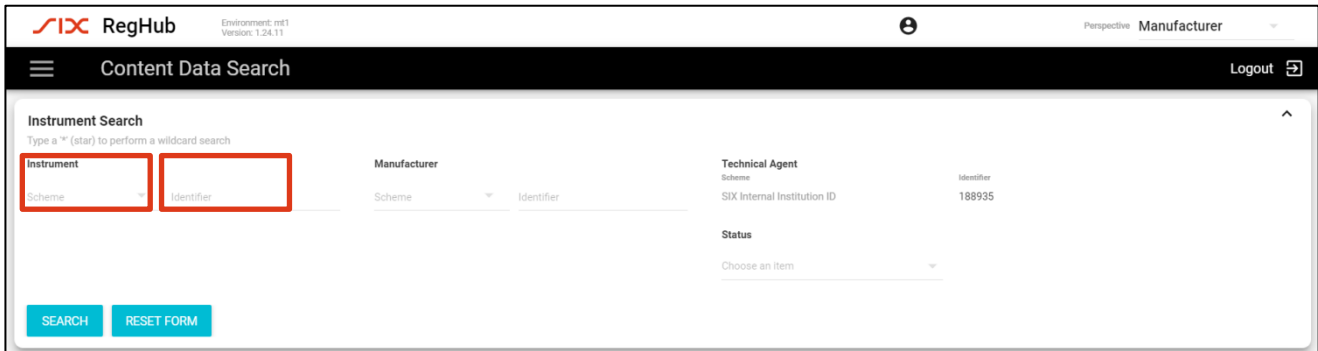 SIX RegHub
Environment: mt1
Version: 1.24.11
Perspective Manufacturer
Content Data Search
Logout
Instrument Search
Type a '*' (star) to perform a wildcard search
Instrument
Scheme
Identifier
Manufacturer
Scheme
Identifier
Technical Agent
Scheme
Identifier
SIX Internal Institution ID
188935
Status
Choose an item
SEARCH
RESET FORM